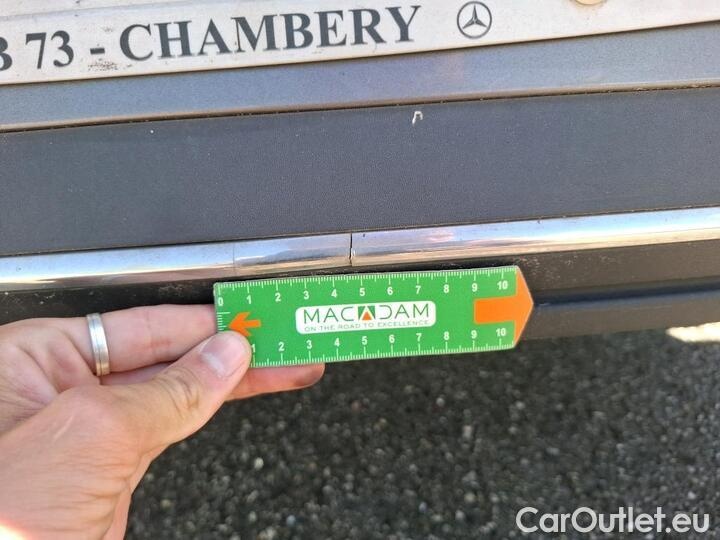 B 73 - CHAMBERY
0 1 2 3 4 5 6 7 8 9 10
MACADAM
ON THE ROAD TO EXCELLENCE
1 2 3 4 5 6 7 8 9 10
CarOutlet.eu